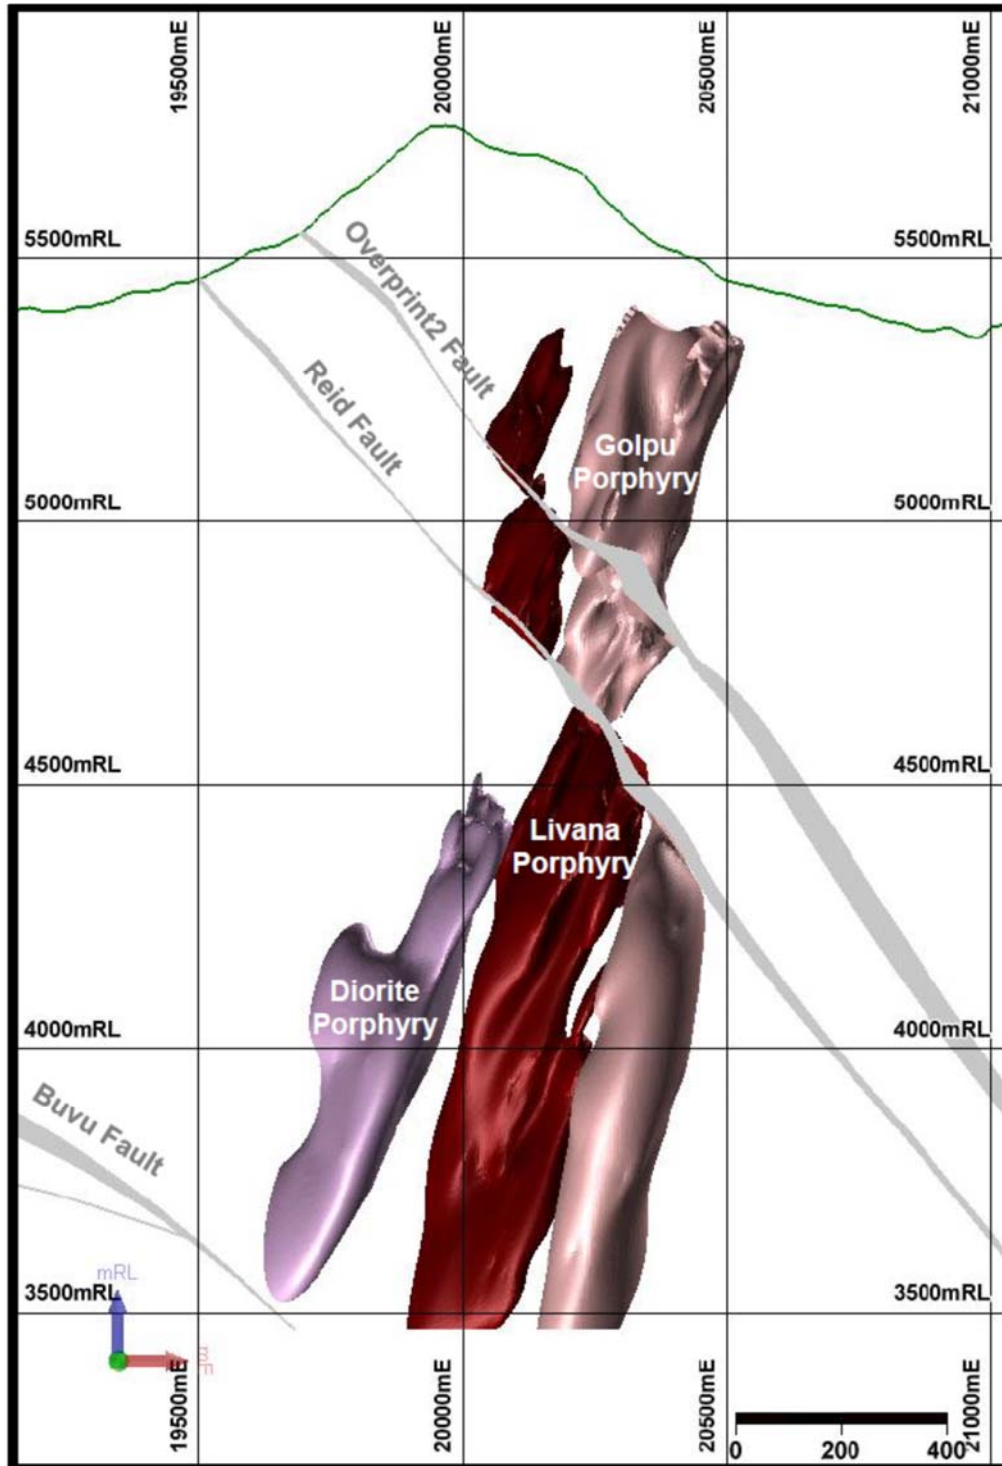 19500mE
20000mE
20500mE
21000mE
5500mRL
5500mRL
Overprint2 Fault
Reid Fault
Golpu
Porphyry
5000mRL
5000mRL
4500mRL
4500mRL
Livana
Porphyry
Diorite
Porphyry
4000mRL
4000mRL
Buvu Fault
mRL
3500mRL
3500mRL
mE
19500mE
20000mE
20500mE
21000mE
0 200 400